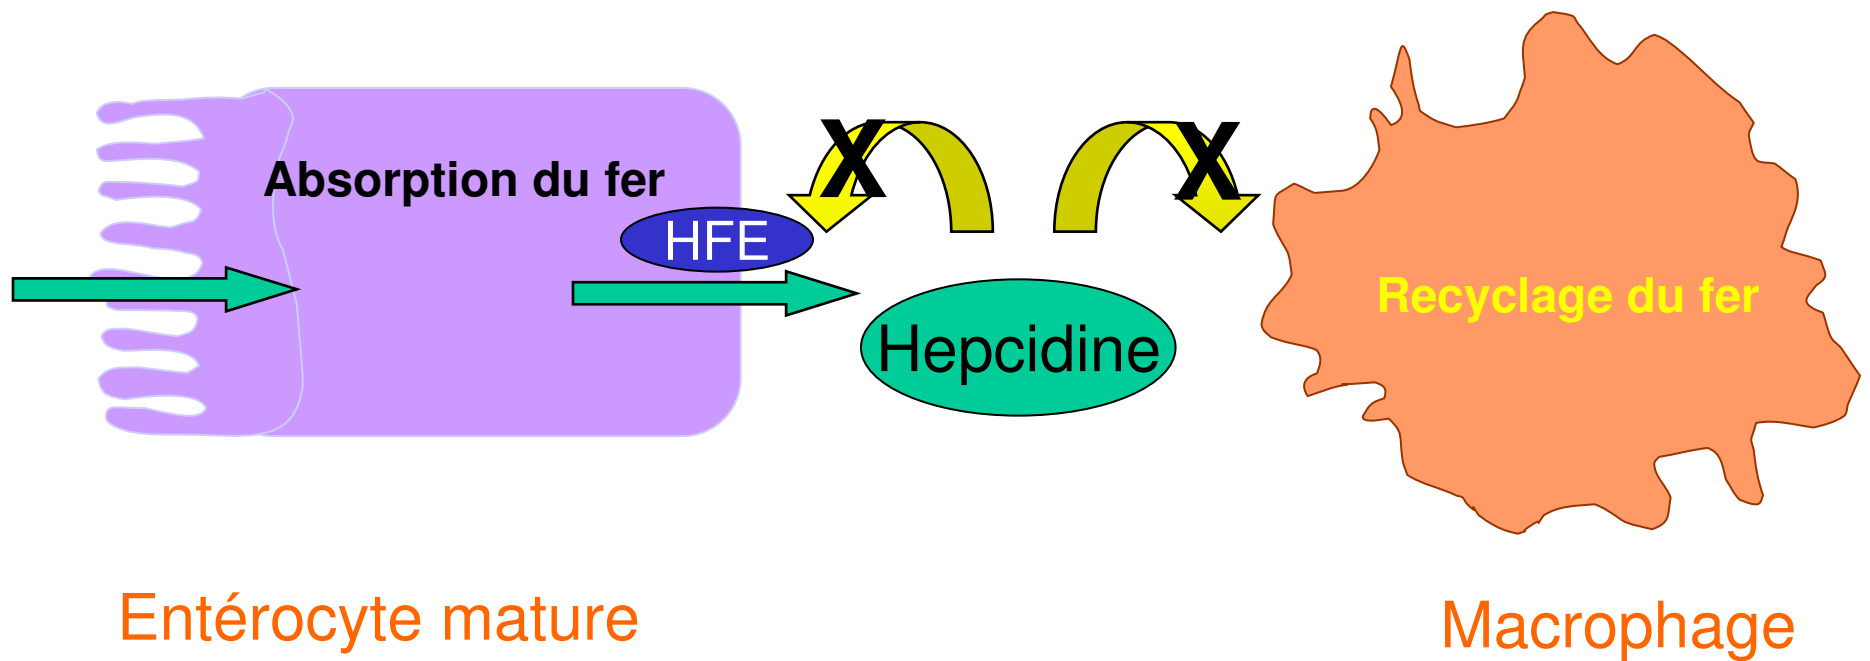 Absorption du fer
X
X
HFE
Recyclage du fer
Hepcidine
Entérocyte mature
Macrophage